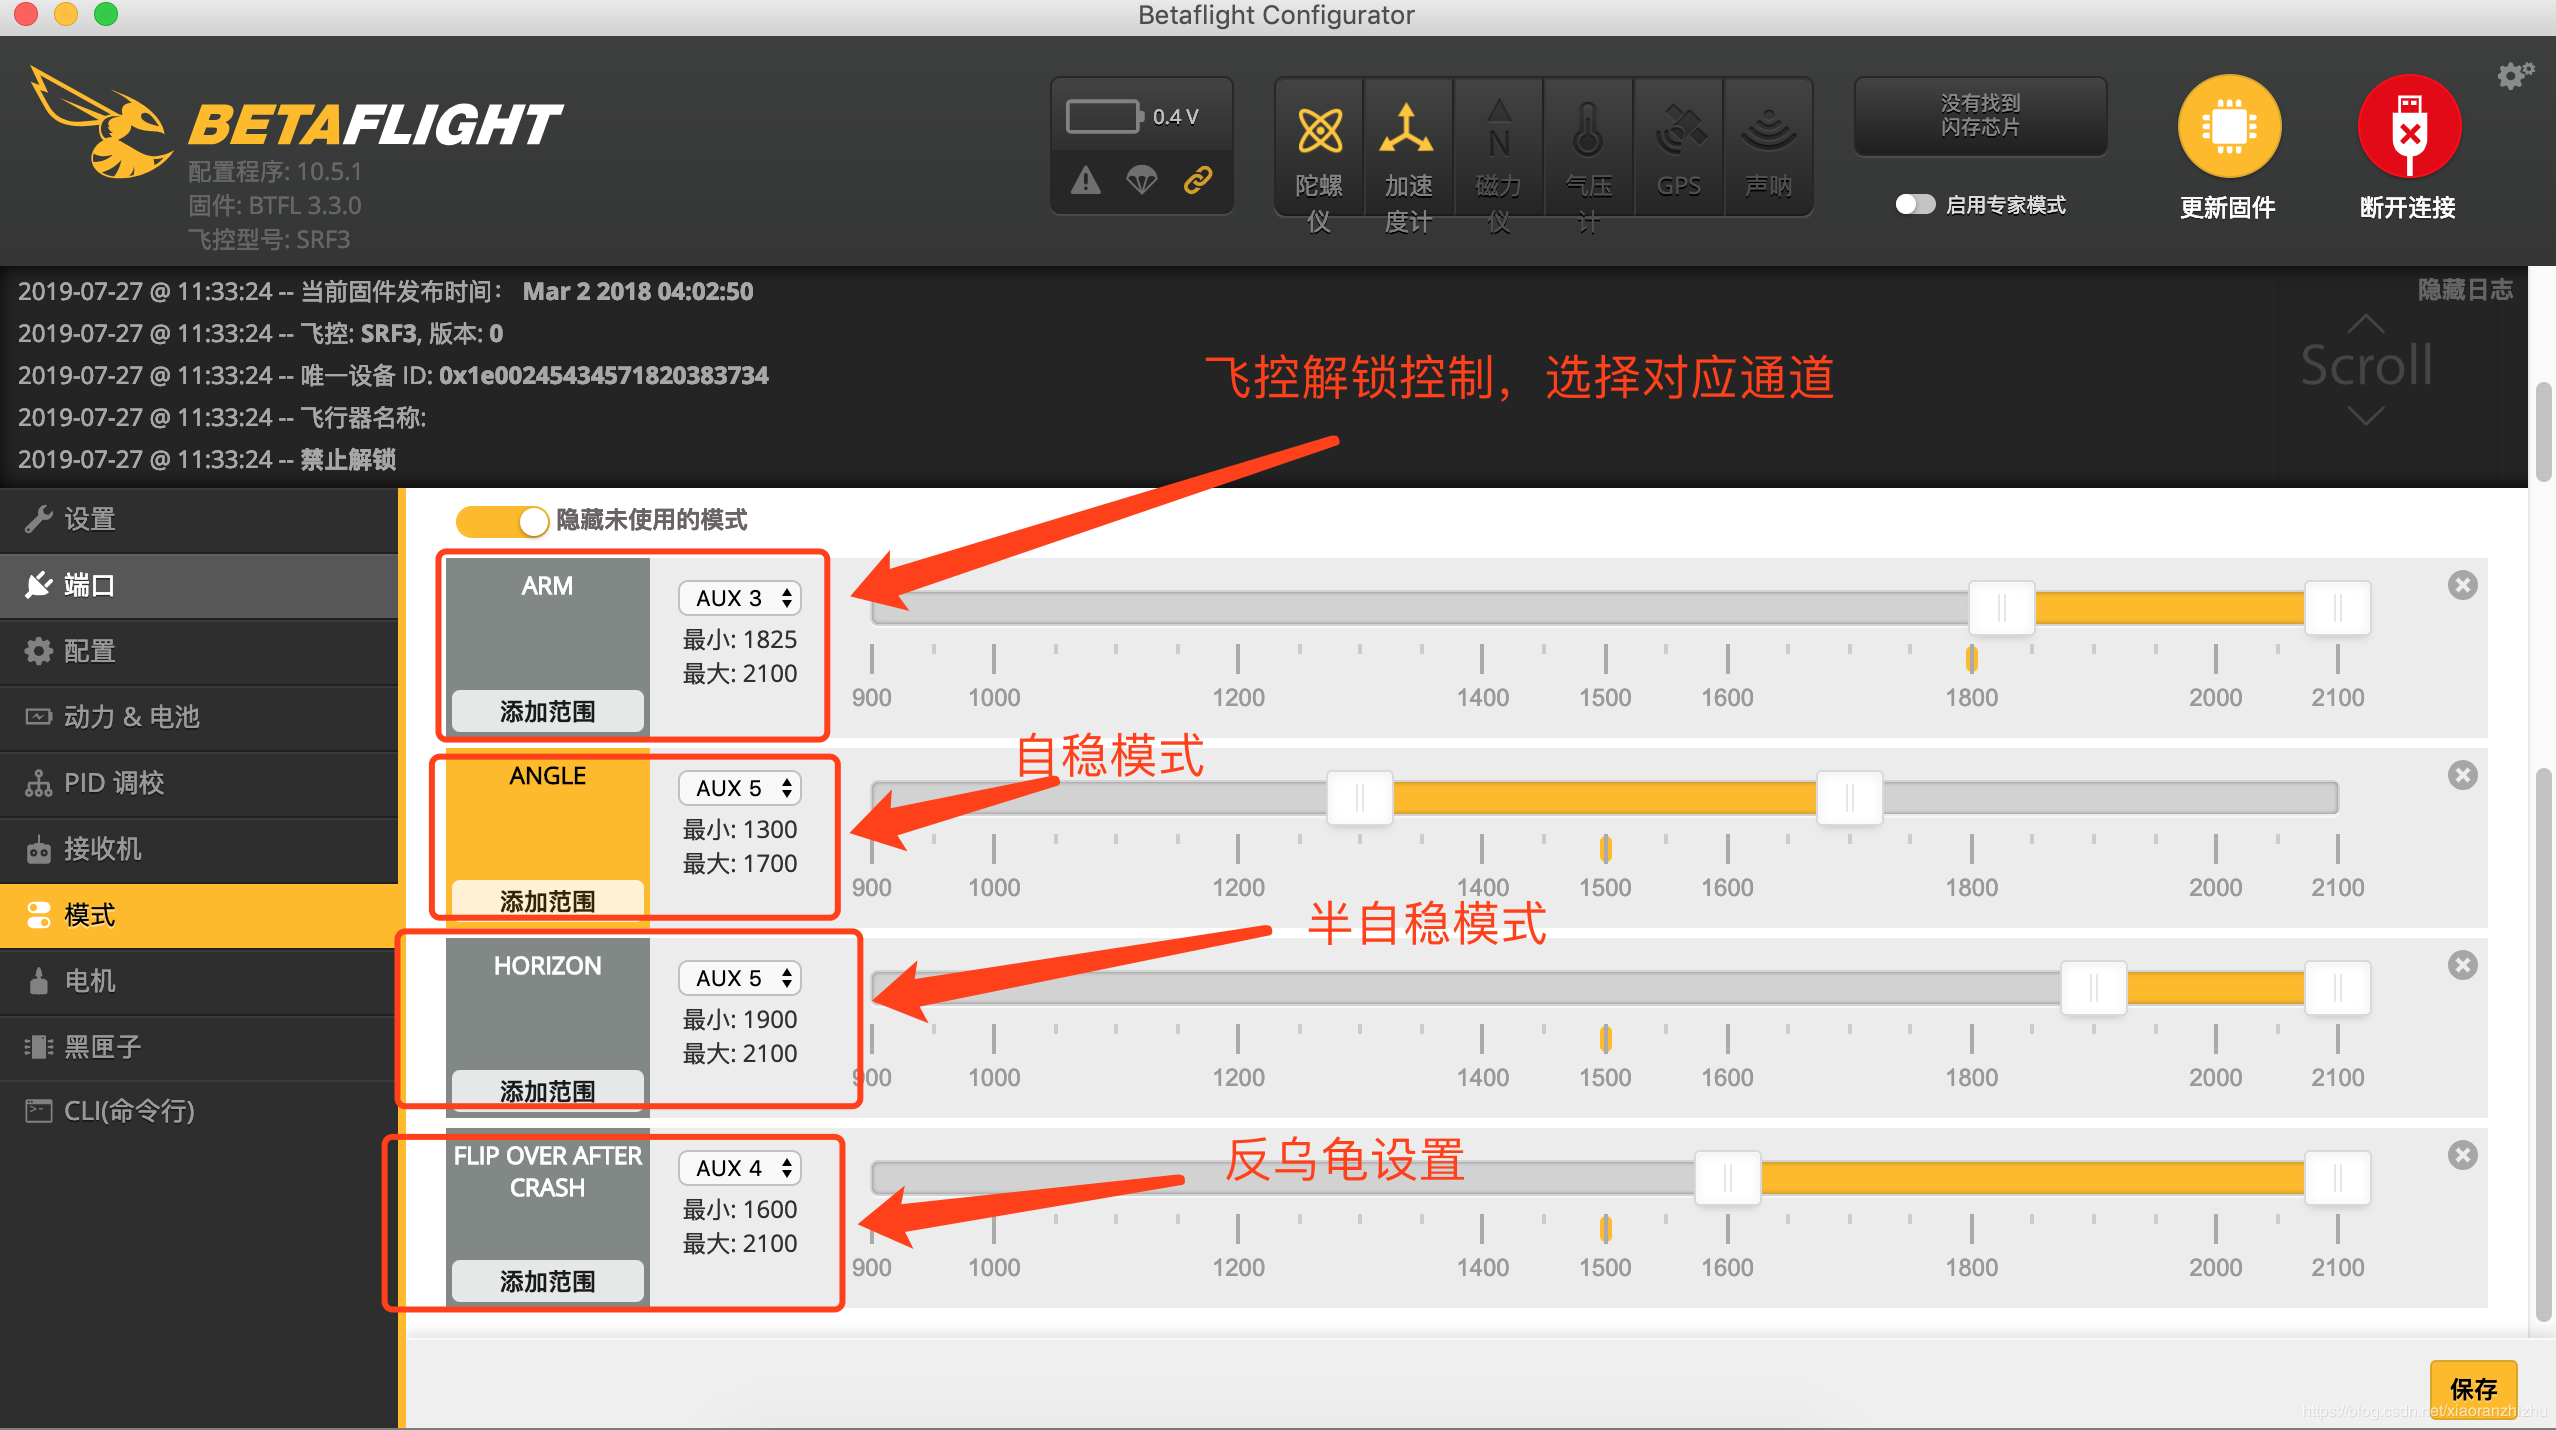 Betaflight Configurator
BETAFLIGHT
配置程序: 10.5.1
固件: BTFL 3.3.0
飞控型号: SRF3
0.4 V
陀螺仪
加速度计
磁力仪
气压计
GPS
声呐
没有找到
闪存芯片
启用专家模式
更新固件
断开连接
2019-07-27 @ 11:33:24 -- 当前固件发布时间： Mar 2 2018 04:02:50
2019-07-27 @ 11:33:24 -- 飞控: SRF3, 版本: 0
2019-07-27 @ 11:33:24 -- 唯一设备 ID: 0x1e00245434571820383734
2019-07-27 @ 11:33:24 -- 飞行器名称:
2019-07-27 @ 11:33:24 -- 禁止解锁
隐藏日志
Scroll
飞控解锁控制，选择对应通道
设置
端口
配置
动力 & 电池
PID 调校
接收机
模式
电机
黑匣子
CLI(命令行)
隐藏未使用的模式
ARM
添加范围
AUX 3
最小: 1825
最大: 2100
900 1000 1200 1400 1500 1600 1800 2000 2100
自稳模式
ANGLE
添加范围
AUX 5
最小: 1300
最大: 1700
900 1000 1200 1400 1500 1600 1800 2000 2100
半自稳模式
HORIZON
添加范围
AUX 5
最小: 1900
最大: 2100
900 1000 1200 1400 1500 1600 1800 2000 2100
反乌龟设置
FLIP OVER AFTER
CRASH
添加范围
AUX 4
最小: 1600
最大: 2100
900 1000 1200 1400 1500 1600 1800 2000 2100
保存
https://blog.csdn.net/xiaoranzhizhu